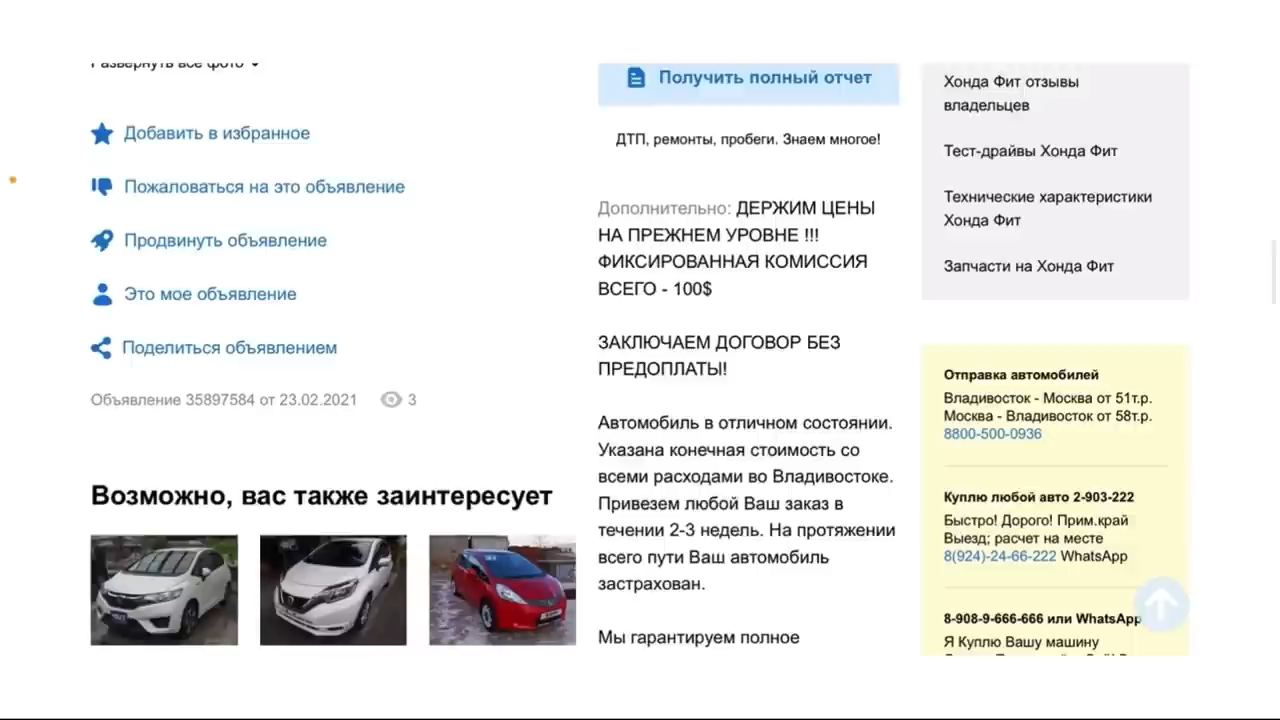 Развернуть все фото
Добавить в избранное
Пожаловаться на это объявление
Продвинуть объявление
Это мое объявление
Поделиться объявлением
Объявление 35897584 от 23.02.2021 3
Возможно, вас также заинтересует
Получить полный отчет
ДТП, ремонты, пробеги. Знаем многое!
Дополнительно: ДЕРЖИМ ЦЕНЫ
НА ПРЕЖНЕМ УРОВНЕ !!!
ФИКСИРОВАННАЯ КОМИССИЯ
ВСЕГО - 100$
ЗАКЛЮЧАЕМ ДОГОВОР БЕЗ
ПРЕДОПЛАТЫ!
Автомобиль в отличном состоянии.
Указана конечная стоимость со
всеми расходами во Владивостоке.
Привезем любой Ваш заказ в
течении 2-3 недель. На протяжении
всего пути Ваш автомобиль
застрахован.
Мы гарантируем полное
Хонда Фит отзывы
владельцев
Тест-драйвы Хонда Фит
Технические характеристики
Хонда Фит
Запчасти на Хонда Фит
Отправка автомобилей
Владивосток - Москва от 51т.р.
Москва - Владивосток от 58т.р.
8800-500-0936
Куплю любой авто 2-903-222
Быстро! Дорого! Прим.край
Выезд; расчет на месте
8(924)-24-66-222 WhatsApp
8-908-9-666-666 или WhatsApp
Я Куплю Вашу машину